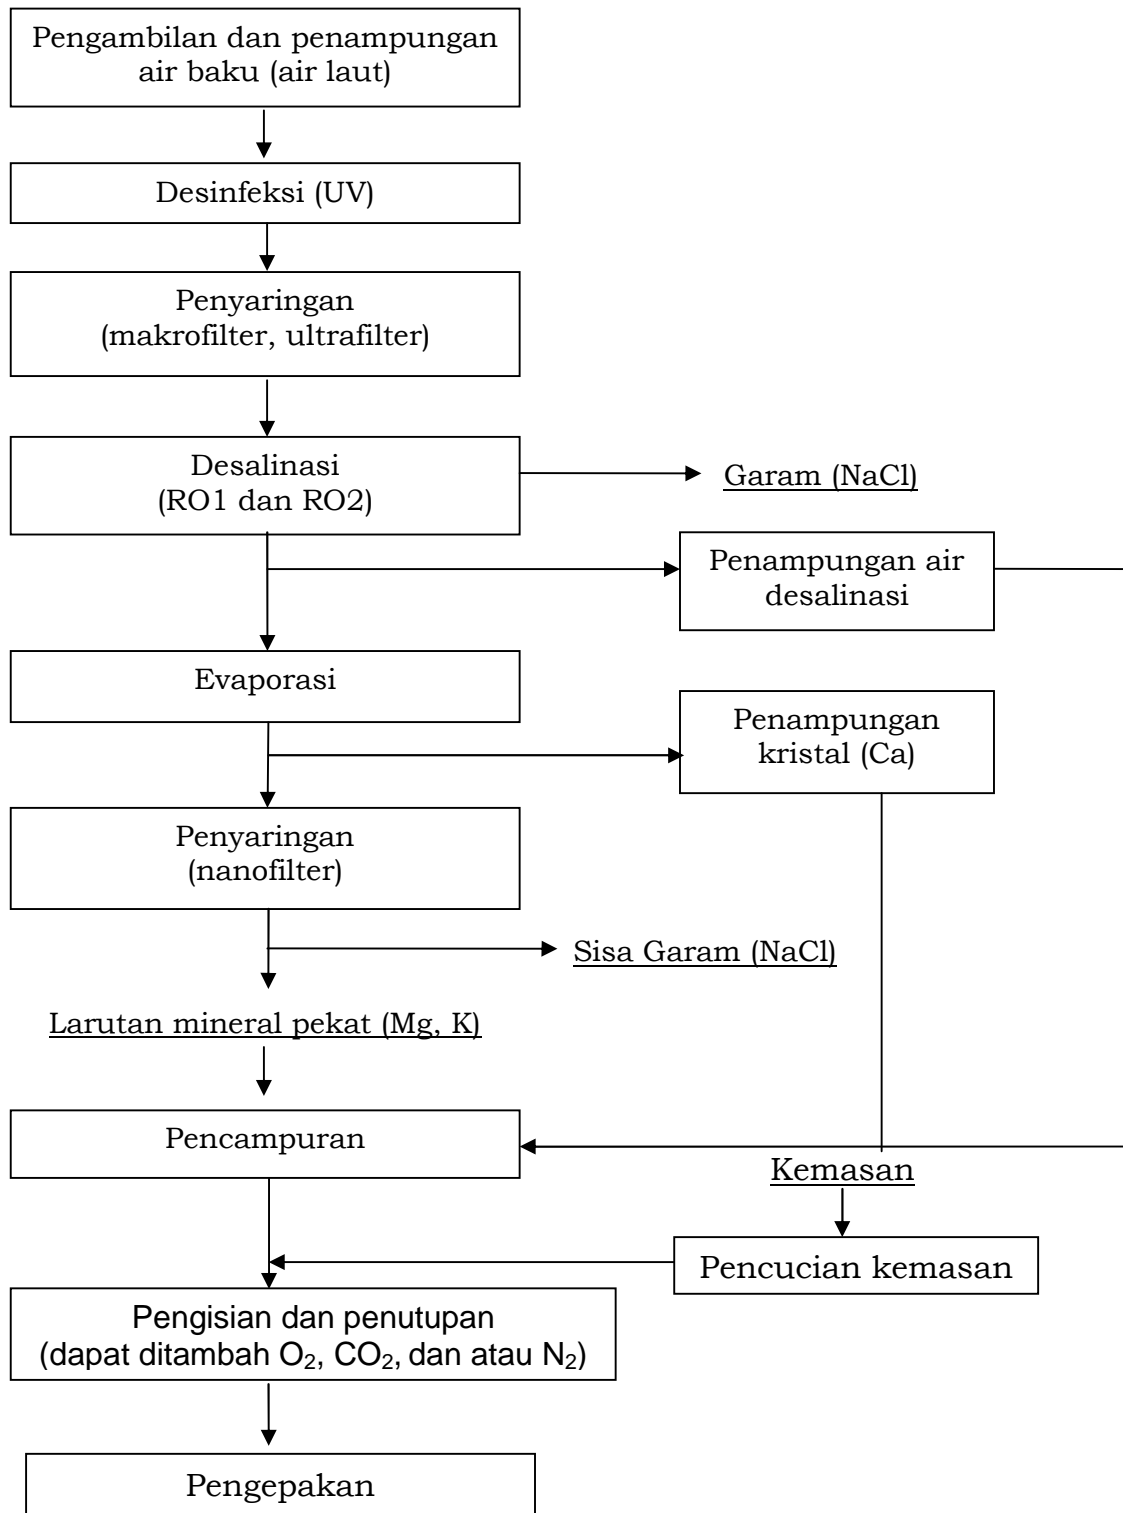 Pengambilan dan penampungan
air baku (air laut)
Desinfeksi (UV)
Penyaringan
(makrofilter, ultrafilter)
Desalinasi
(RO1 dan RO2)
Garam (NaCl)
Penampungan air
desalinasi
Evaporasi
Penampungan
kristal (Ca)
Penyaringan
(nanofilter)
Sisa Garam (NaCl)
Larutan mineral pekat (Mg, K)
Pencampuran
Kemasan
Pencucian kemasan
Pengisian dan penutupan
(dapat ditambah O₂, CO₂, dan atau N₂)
Pengepakan